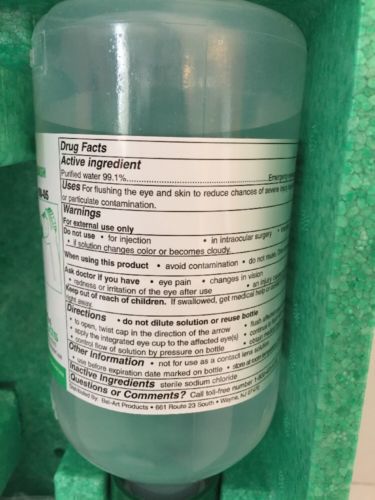 Drug Facts
Active ingredient
Purified water 99.1% Emergency
Uses For flushing the eye and skin to reduce chances of severe
or particulate contamination.
Warnings
For external use only
Do not use • for injection • in intraocular surgery
• if solution changes color or becomes cloudy.
When using this product • avoid contamination • do not reuse.
Ask doctor if you have • eye pain • changes in vision
• redness or irritation of the eye after use • an injury
Keep out of reach of children. If swallowed, get medical help
right away.
Directions • do not dilute solution or reuse bottle
• to open, twist cap in the direction of the arrow • flush
• apply the integrated eye cup to the affected eye(s)
• control flow of solution by pressure on bottle • obtain
Other Information • not for use as a contact lens
• use before expiration date marked on bottle • store at room
Inactive Ingredients sterile sodium chloride
Questions or Comments? Call toll-free number
Distributed by: Bel-Art Products • 661 Route 23 South • Wayne, NJ